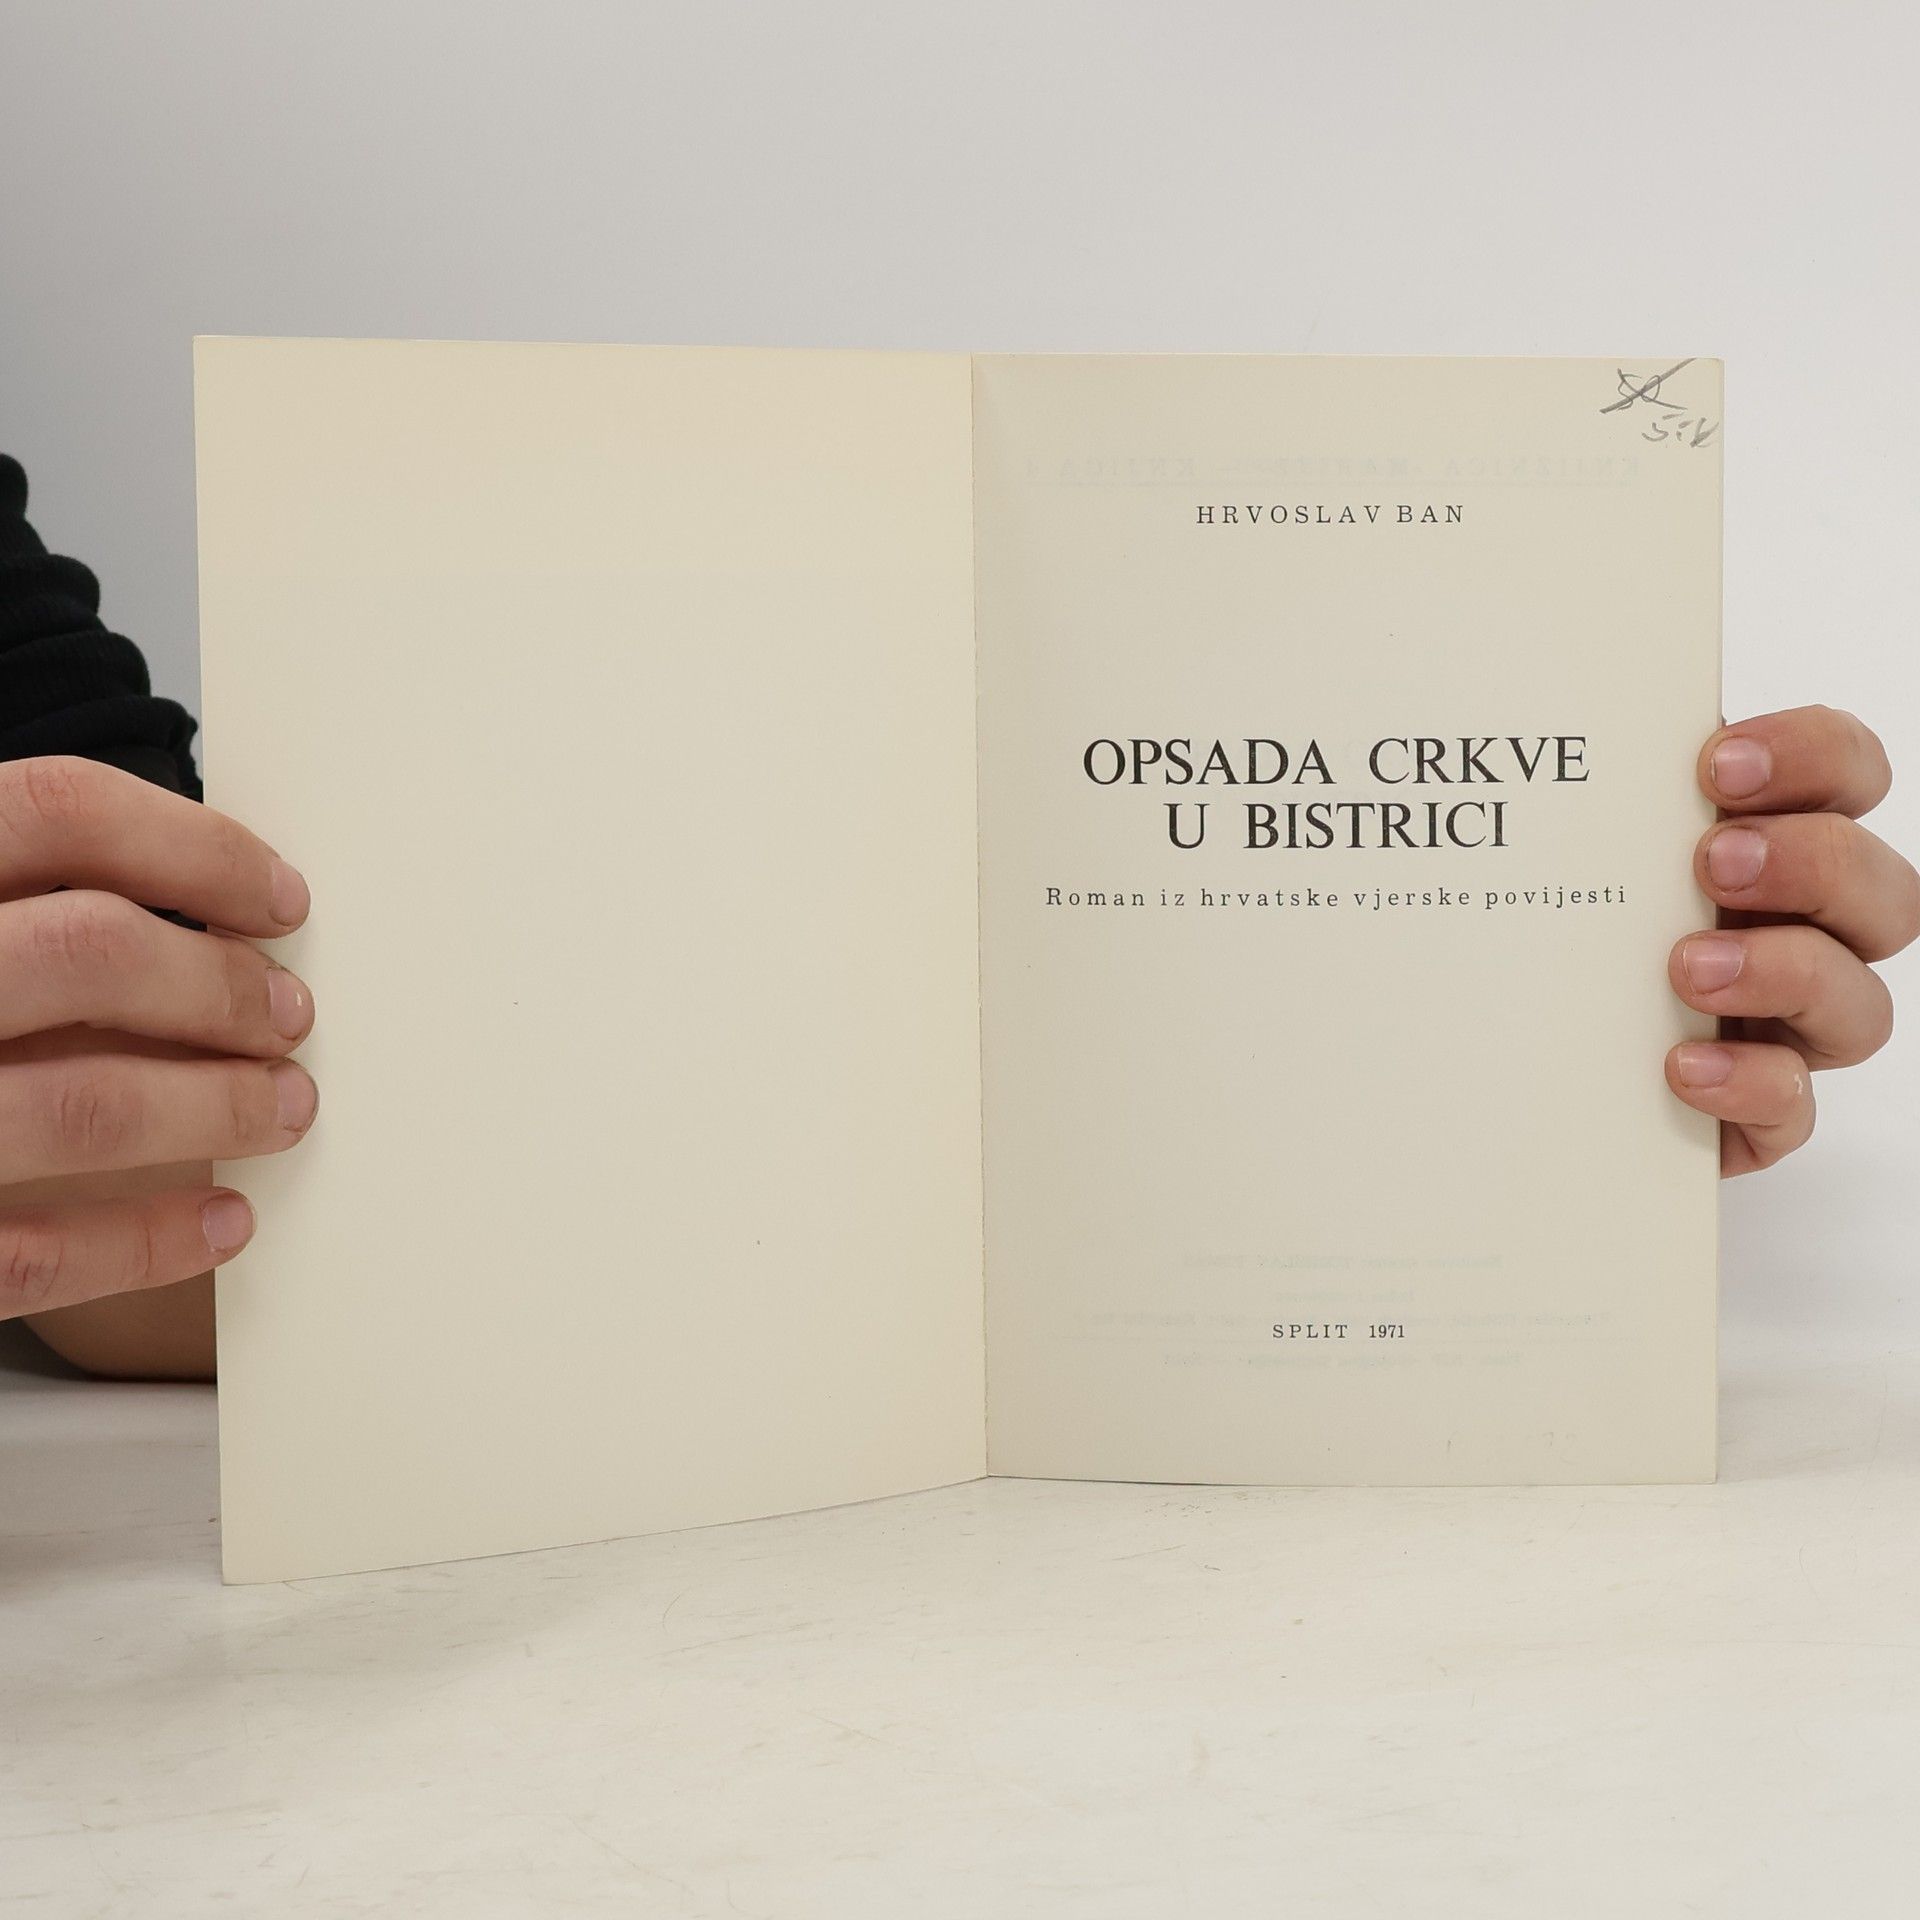 HRVOSLAV BAN
OPSADA CRKVE
U BISTRICI
Roman iz hrvatske vjerske povijesti
SPLIT 1971